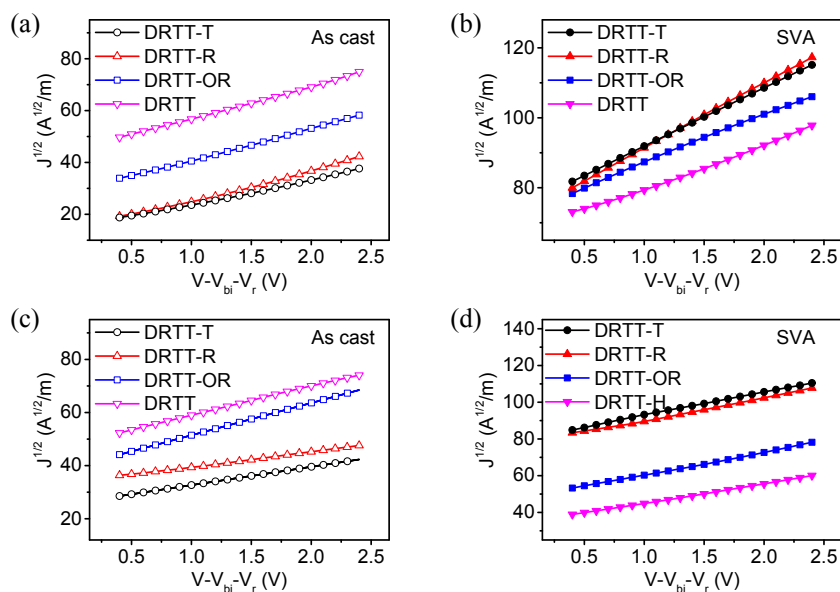 (a)
DRTT-T
DRTT-R
DRTT-OR
DRTT
As cast
80
60
40
20
J^1/2 (A^1/2/m)
0.5 1.0 1.5 2.0 2.5
V-V_bi-V_r (V)
(b)
DRTT-T
DRTT-R
DRTT-OR
DRTT
SVA
120
100
80
J^1/2 (A^1/2/m)
0.5 1.0 1.5 2.0 2.5
V-V_bi-V_r (V)
(c)
DRTT-T
DRTT-R
DRTT-OR
DRTT
As cast
80
60
40
20
J^1/2 (A^1/2/m)
0.5 1.0 1.5 2.0 2.5
V-V_bi-V_r (V)
(d)
DRTT-T
DRTT-R
DRTT-OR
DRTT-H
SVA
140
120
100
80
60
40
J^1/2 (A^1/2/m)
0.5 1.0 1.5 2.0 2.5
V-V_bi-V_r (V)